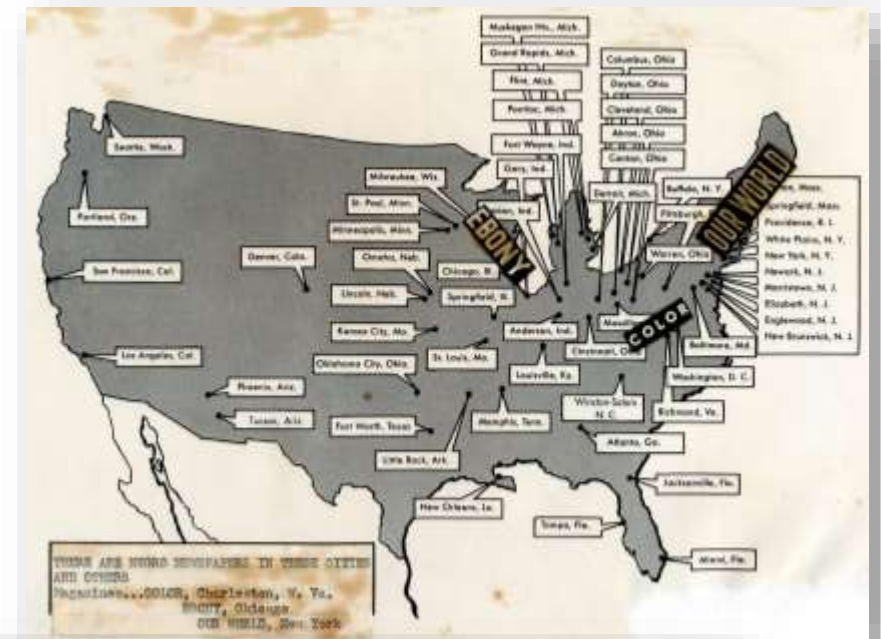 Muskegon Hts., Mich.
Grand Rapids, Mich.
Flint, Mich.
Pontiac, Mich.
Fort Wayne, Ind.
Gary, Ind.
Columbus, Ohio
Dayton, Ohio
Cleveland, Ohio
Akron, Ohio
Canton, Ohio
Seattle, Wash.
Milwaukee, Wis.
St. Paul, Minn.
Minneapolis, Minn.
Portland, Ore.
Detroit, Mich.
Buffalo, N. Y.
Pittsburgh,
Ind.
EBONY
OUR WORLD
Mass.
Springfield, Mass.
Providence, R. I.
White Plains, N. Y.
New York, N. Y.
Newark, N. J.
Morristown, N. J.
Elizabeth, N. J.
Englewood, N. J.
New Brunswick, N. J.
Warren, Ohio
San Francisco, Cal.
Denver, Colo.
Omaha, Neb.
Chicago, Ill.
Lincoln, Neb.
Springfield, Ill.
Kansas City, Mo.
Anderson, Ind.
COLOR
Baltimore, Md.
Los Angeles, Cal.
St. Louis, Mo.
Cincinnati,
Oklahoma City, Okla.
Louisville, Ky.
Washington, D. C.
Phoenix, Ariz.
Winston-Salem
N. C.
Richmond, Va.
Tucson, Ariz.
Fort Worth, Texas
Memphis, Tenn.
Atlanta, Ga.
Little Rock, Ark.
Jacksonville, Fla.
New Orleans, La.
Tampa, Fla.
Miami, Fla.
THERE ARE NEGRO NEWSPAPERS IN THESE CITIES
AND OTHERS
Magazines...COLOR, Charleston, W. Va.
EBONY, Chicago
OUR WORLD, New York